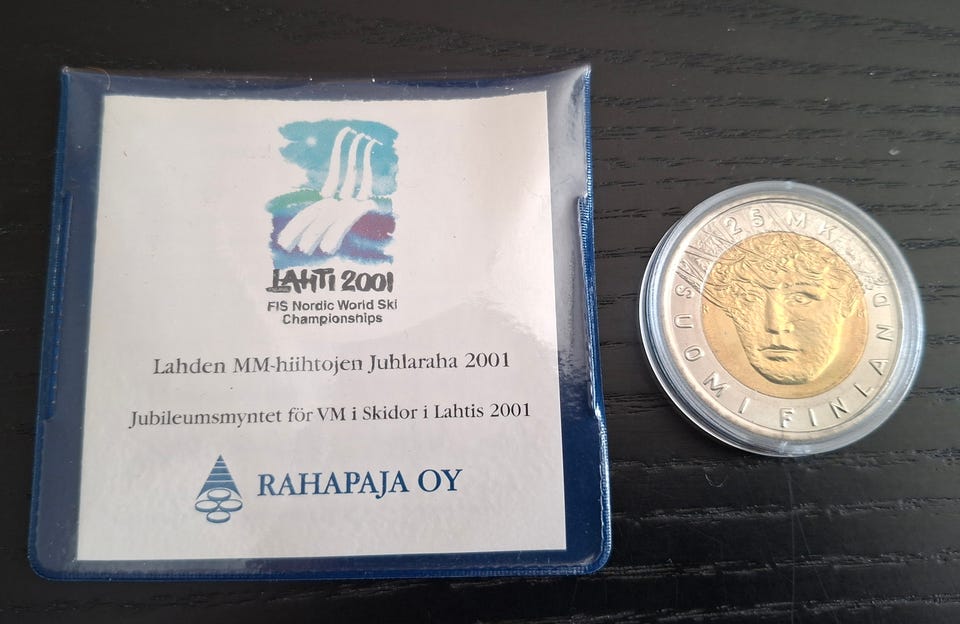 LAHTI 2001
FIS Nordic World Ski
Championships
Lahden MM-hiihtojen Juhlaraha 2001
Jubileumsmyntet för VM i Skidor i Lahtis 2001
RAHAPAJA OY
25 MK
SUOMI FINLAND